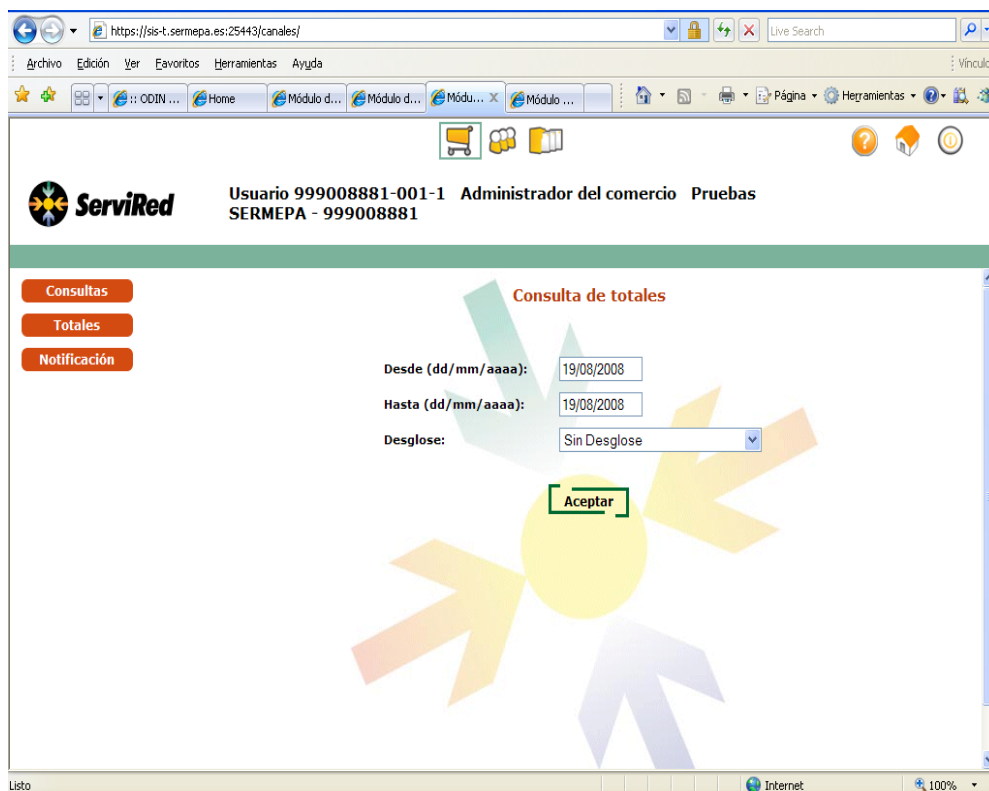 https://sis-t.sermepa.es:25443/canales/
Live Search
Archivo Edición Ver Favoritos Herramientas Ayuda
:: ODIN ... Home Módulo d... Módulo d... Módu... X Módulo ... Página Herramientas
ServiRed
Usuario 999008881-001-1 Administrador del comercio Pruebas
SERMEPA - 999008881
Consultas
Totales
Notificación
Consulta de totales
Desde (dd/mm/aaaa): 19/08/2008
Hasta (dd/mm/aaaa): 19/08/2008
Desglose: Sin Desglose
Aceptar
Listo Internet 100%